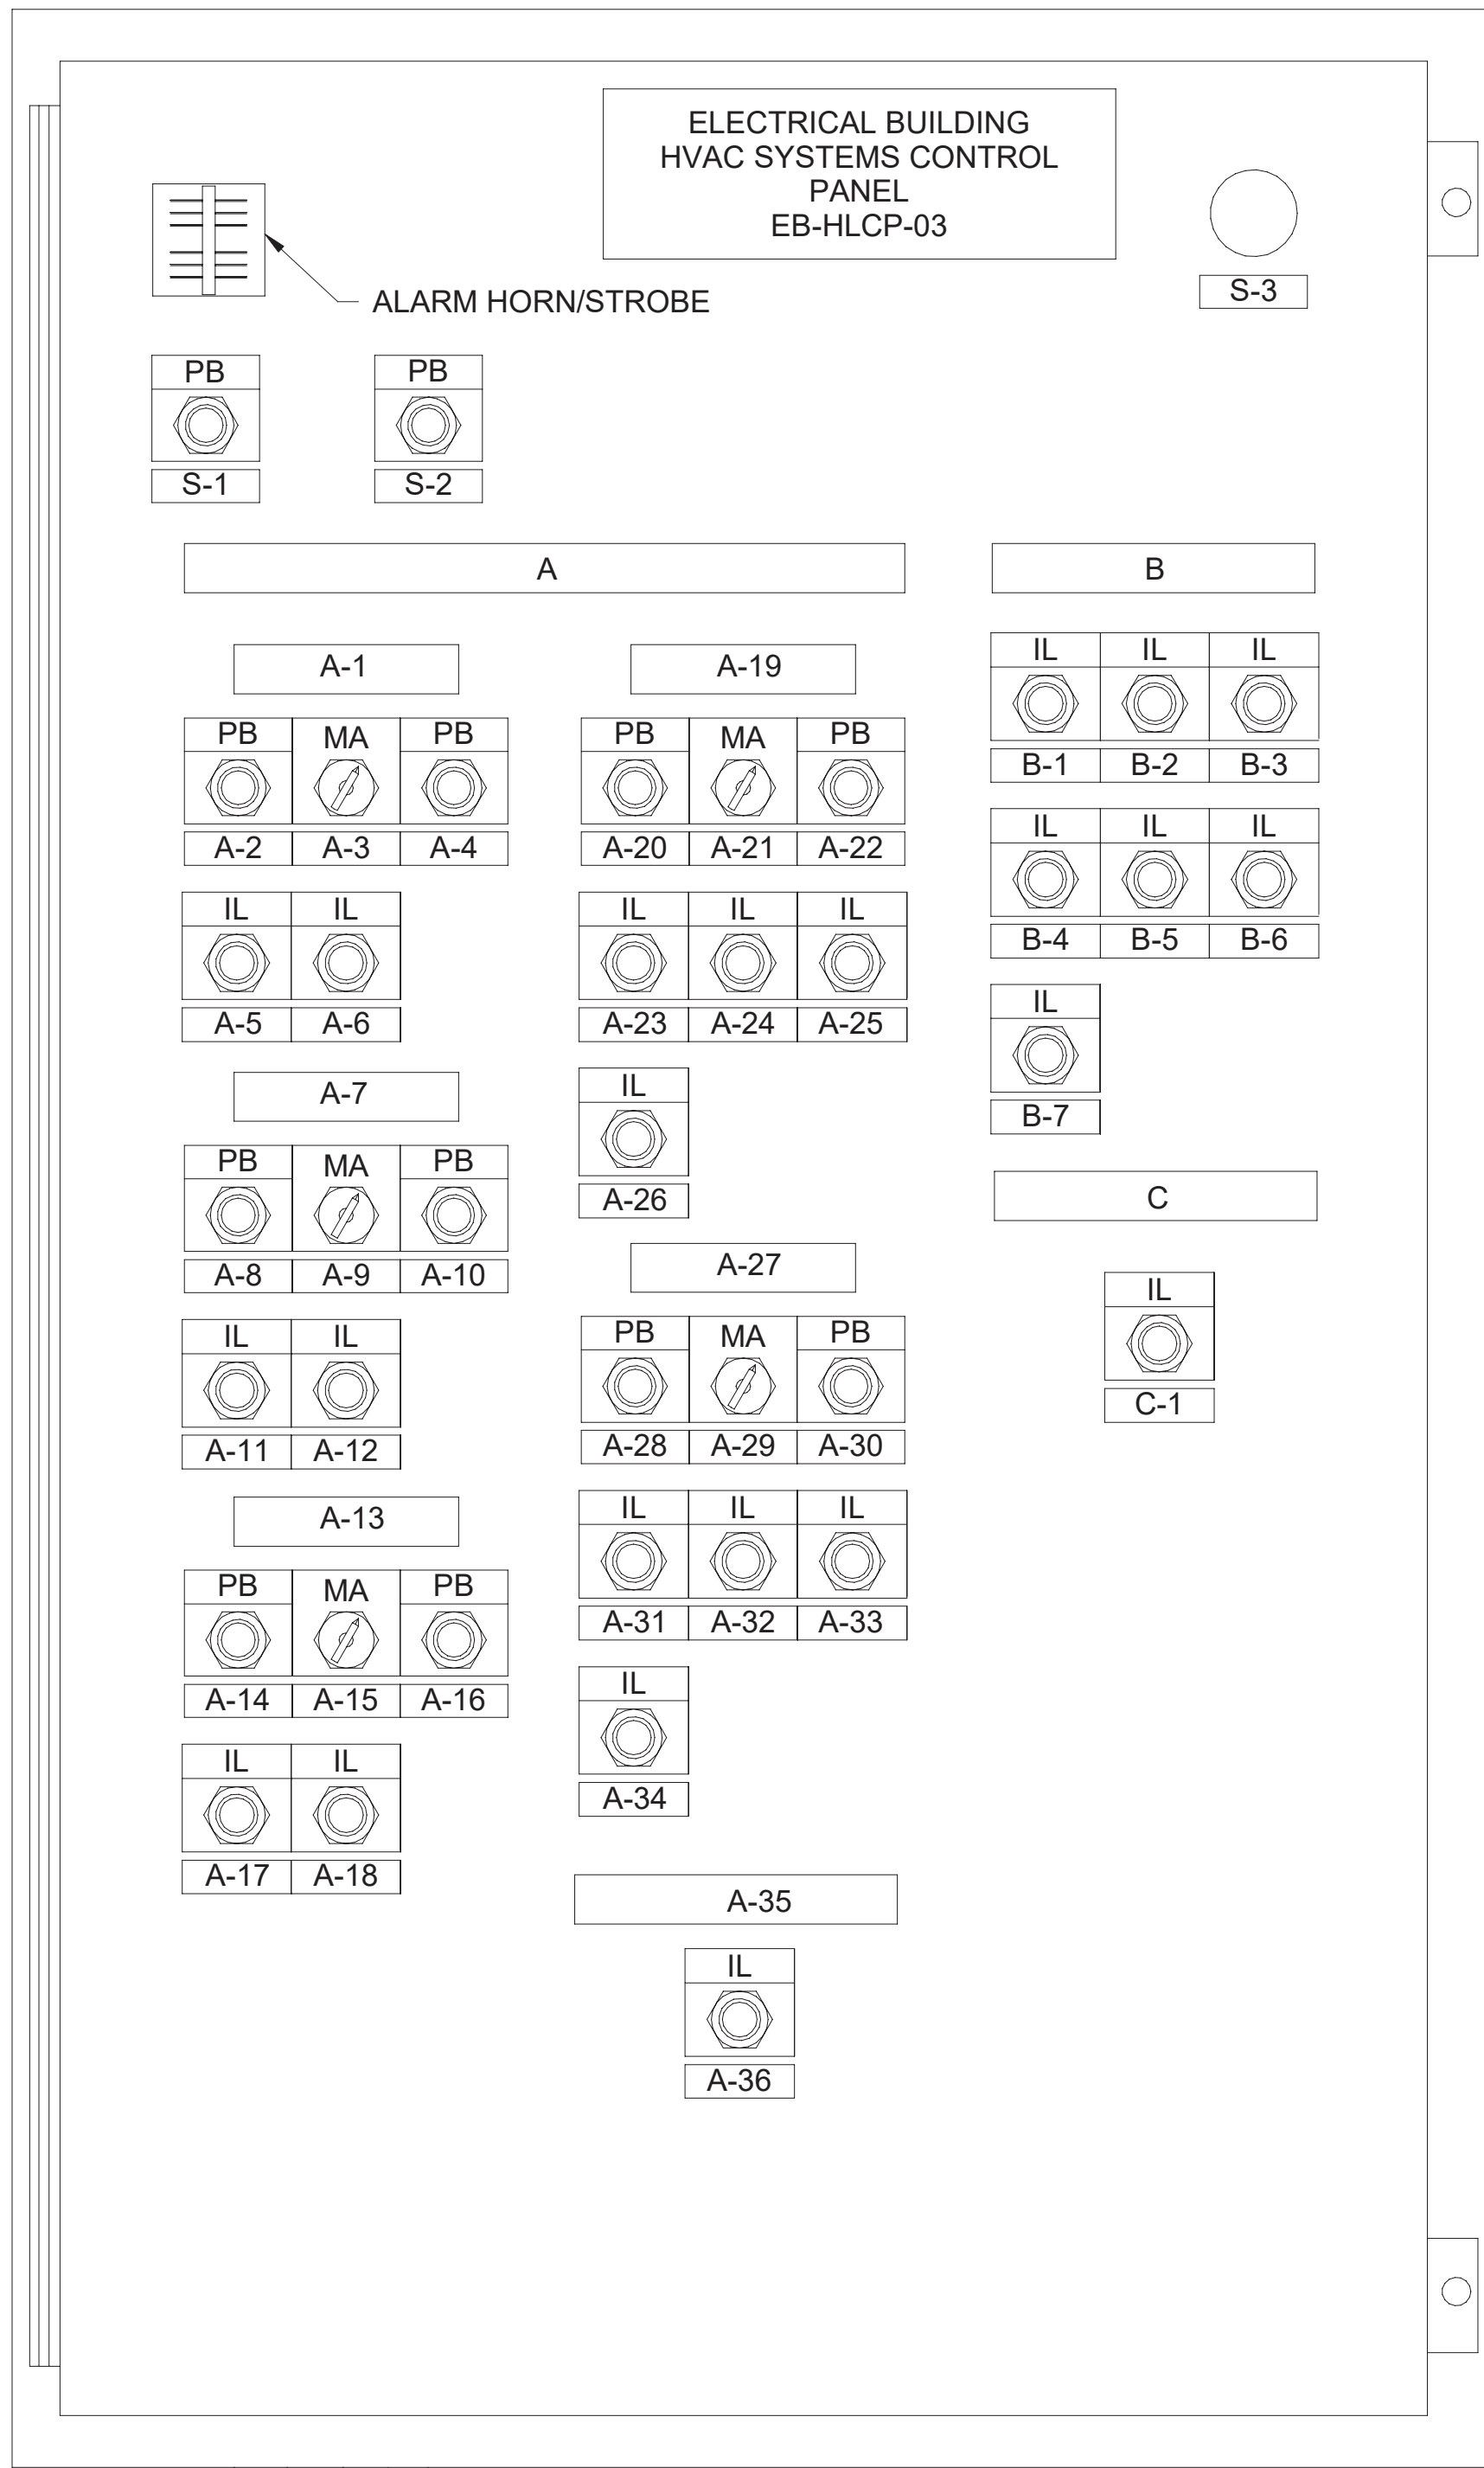 ELECTRICAL BUILDING
HVAC SYSTEMS CONTROL
PANEL
EB-HLCP-03
S-3
ALARM HORN/STROBE
PB PB
S-1 S-2
A
A-1
PB MA PB
A-2 A-3 A-4
IL IL
A-5 A-6
A-7
PB MA PB
A-8 A-9 A-10
IL IL
A-11 A-12
A-13
PB MA PB
A-14 A-15 A-16
IL IL
A-17 A-18
A-19
PB MA PB
A-20 A-21 A-22
IL IL IL
A-23 A-24 A-25
IL
A-26
A-27
PB MA PB
A-28 A-29 A-30
IL IL IL
A-31 A-32 A-33
IL
A-34
A-35
IL
A-36
B
IL IL IL
B-1 B-2 B-3
IL IL IL
B-4 B-5 B-6
IL
B-7
C
IL
C-1